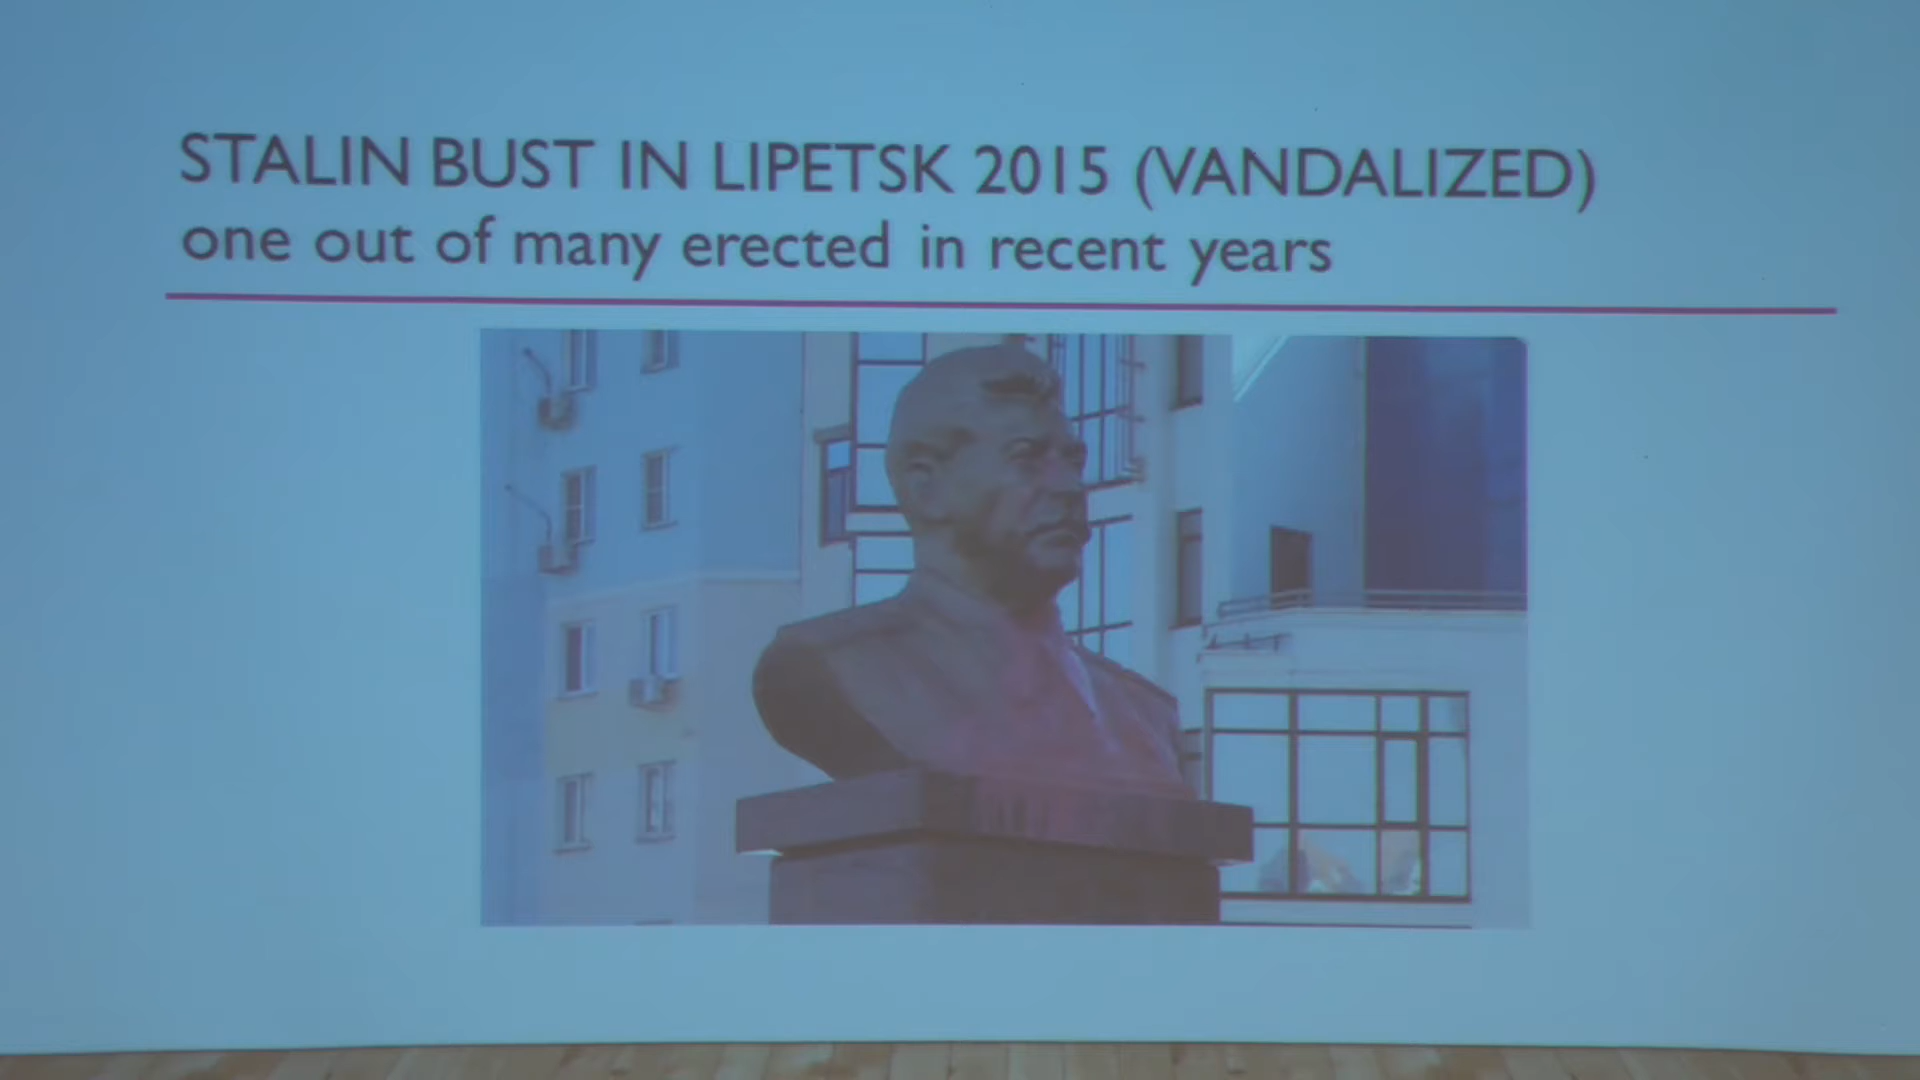 STALIN BUST IN LIPETSK 2015 (VANDALIZED)
one out of many erected in recent years